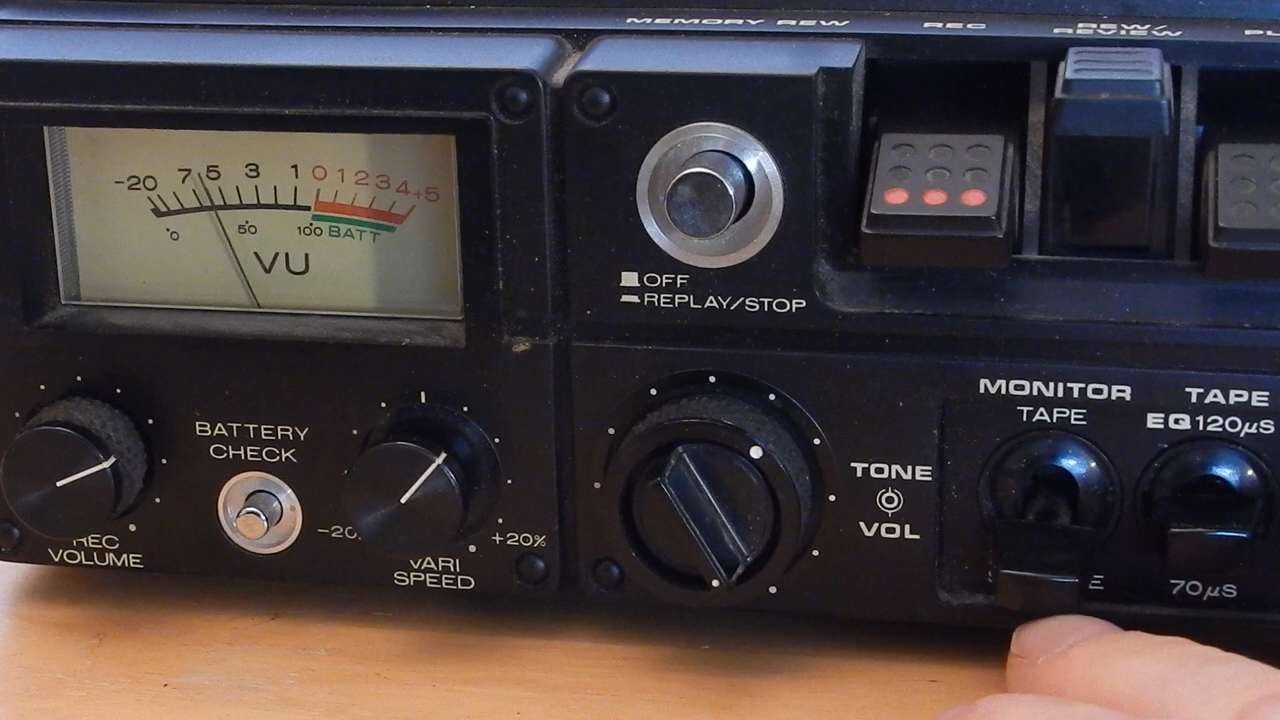 MEMORY REW
REC
REW/
REVIEW
-20 7 5 3 1 0 1 2 3 4 +5
0 50 100 BATT
VU
OFF
REPLAY/STOP
REC
VOLUME
BATTERY
CHECK
-20
+20%
VARI
SPEED
TONE
VOL
MONITOR
TAPE
TAPE
EQ 120µS
70µS